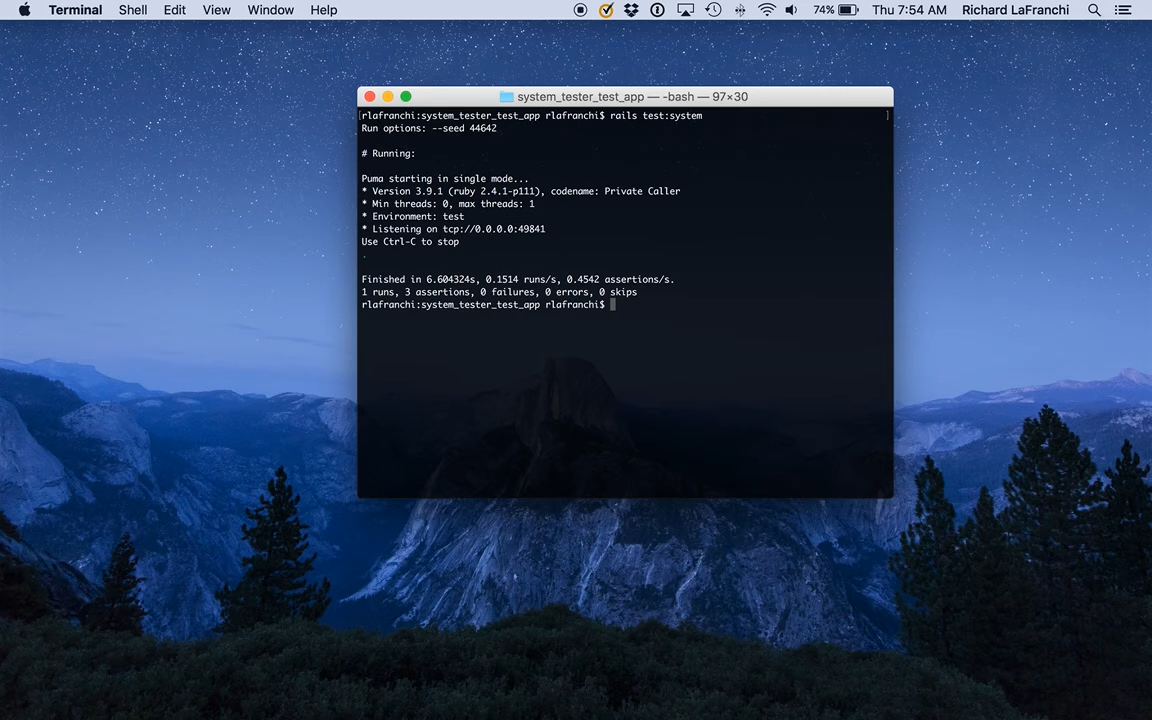 Terminal Shell Edit View Window Help 74% Thu 7:54 AM Richard LaFranchi
system_tester_test_app — -bash — 97×30
[rlafranchi:system_tester_test_app rlafranchi$ rails test:system ]
Run options: --seed 44642
# Running:
Puma starting in single mode...
* Version 3.9.1 (ruby 2.4.1-p111), codename: Private Caller
* Min threads: 0, max threads: 1
* Environment: test
* Listening on tcp://0.0.0.0:49841
Use Ctrl-C to stop
.
Finished in 6.604324s, 0.1514 runs/s, 0.4542 assertions/s.
1 runs, 3 assertions, 0 failures, 0 errors, 0 skips
rlafranchi:system_tester_test_app rlafranchi$